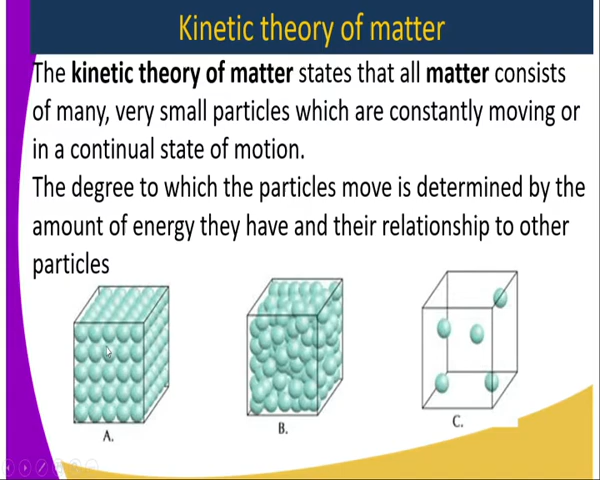 Kinetic theory of matter
The kinetic theory of matter states that all matter consists
of many, very small particles which are constantly moving or
in a continual state of motion.
The degree to which the particles move is determined by the
amount of energy they have and their relationship to other
particles
A. B. C.